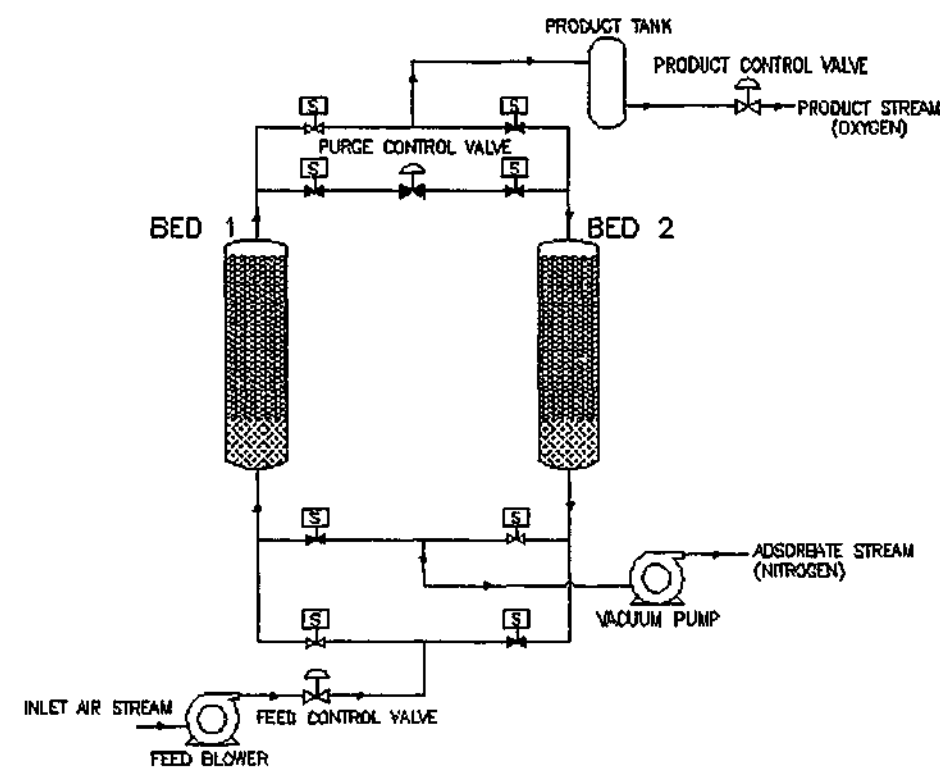 PRODUCT TANK
PRODUCT CONTROL VALVE
PRODUCT STREAM
(OXYGEN)
S
S
PURGE CONTROL VALVE
S
S
BED 1
BED 2
S
S
ADSORBATE STREAM
(NITROGEN)
VACUUM PUMP
S
S
INLET AIR STREAM
FEED CONTROL VALVE
FEED BLOWER